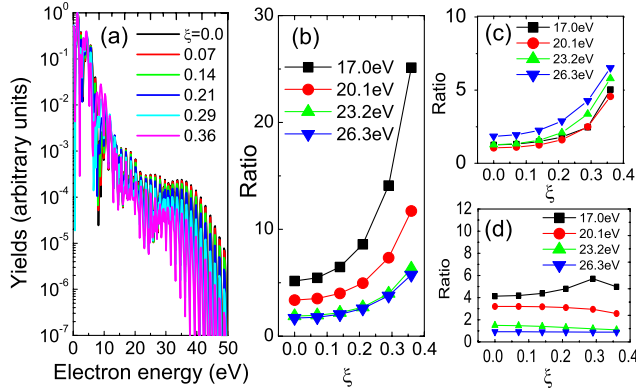 (a)
ξ=0.0
0.07
0.14
0.21
0.29
0.36
Yields (arbitrary units)
10^0
10^-1
10^-2
10^-3
10^-4
10^-5
10^-6
10^-7
0 10 20 30 40 50
Electron energy (eV)
Ratio
(b)
17.0eV
20.1eV
23.2eV
26.3eV
30
20
10
0
0.0 0.1 0.2 0.3 0.4
ξ
(c)
17.0eV
20.1eV
23.2eV
26.3eV
Ratio
10
5
0
0.0 0.1 0.2 0.3 0.4
ξ
(d)
17.0eV
20.1eV
23.2eV
26.3eV
Ratio
12
10
8
6
4
2
0
0.0 0.1 0.2 0.3 0.4
ξ